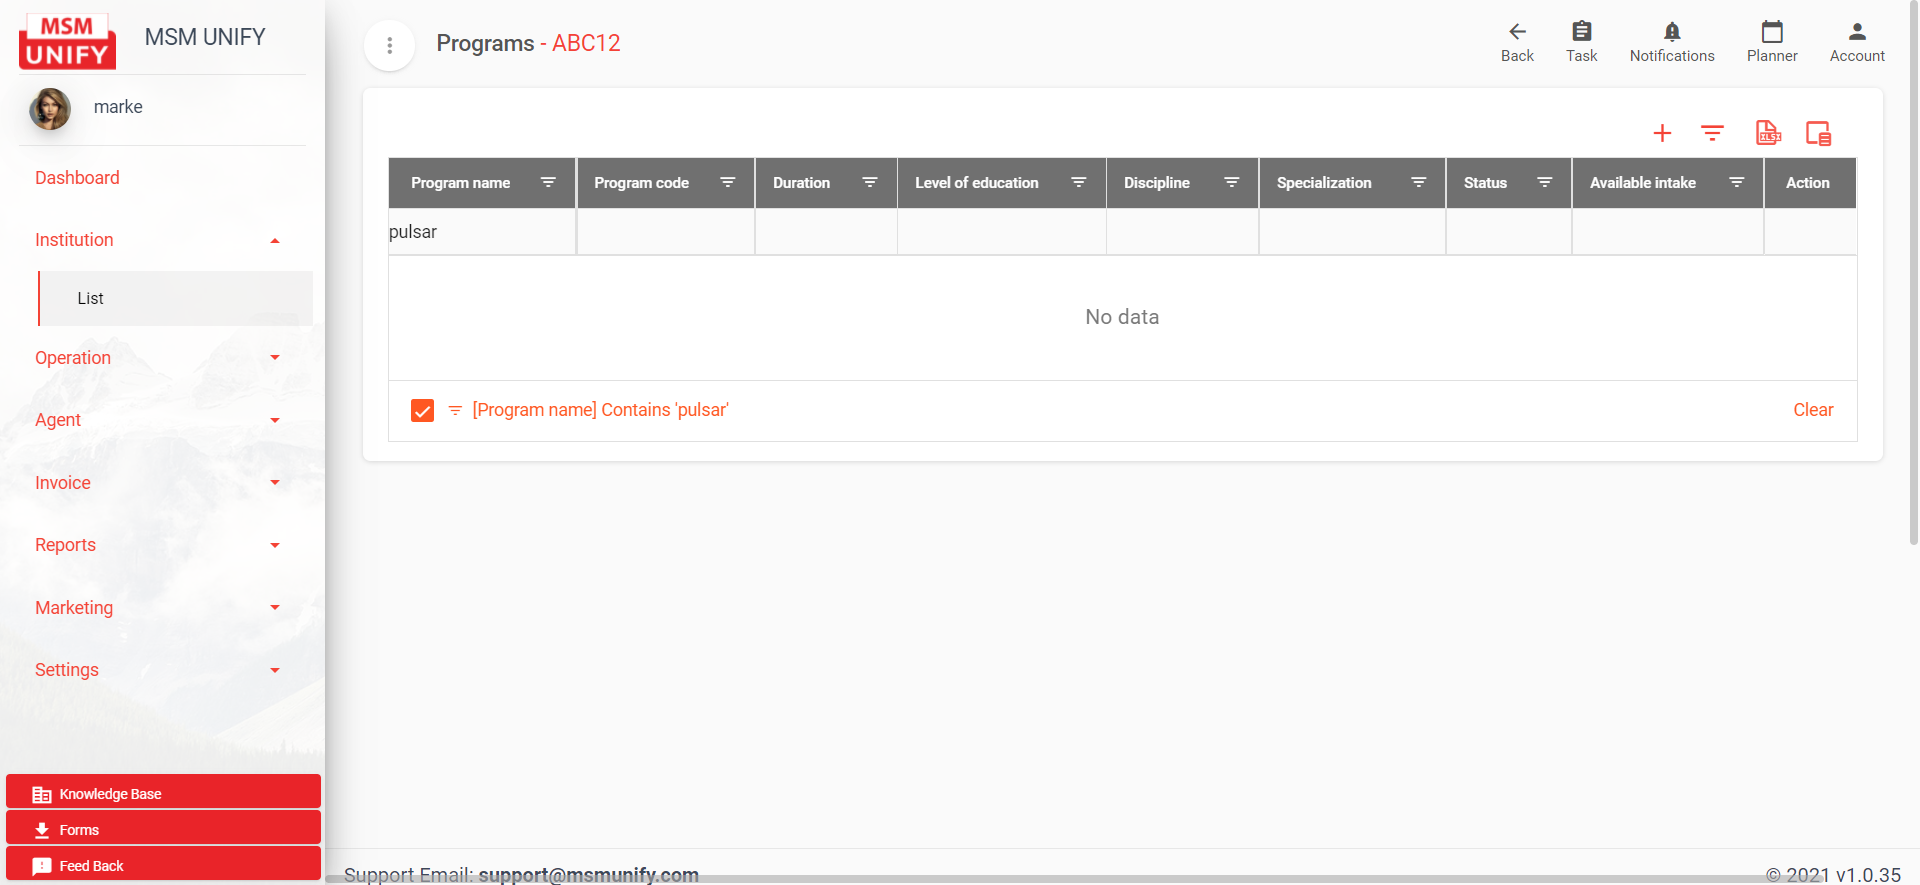 MSM
UNIFY
MSM UNIFY
marke
Dashboard
Institution
List
Operation
Agent
Invoice
Reports
Marketing
Settings
Knowledge Base
Forms
Feed Back
Programs - ABC12
Back
Task
Notifications
Planner
Account
XLSX
Program name
Program code
Duration
Level of education
Discipline
Specialization
Status
Available intake
Action
pulsar
No data
[Program name] Contains 'pulsar'
Clear
Support Email: support@msmunify.com
© 2021 v1.0.35